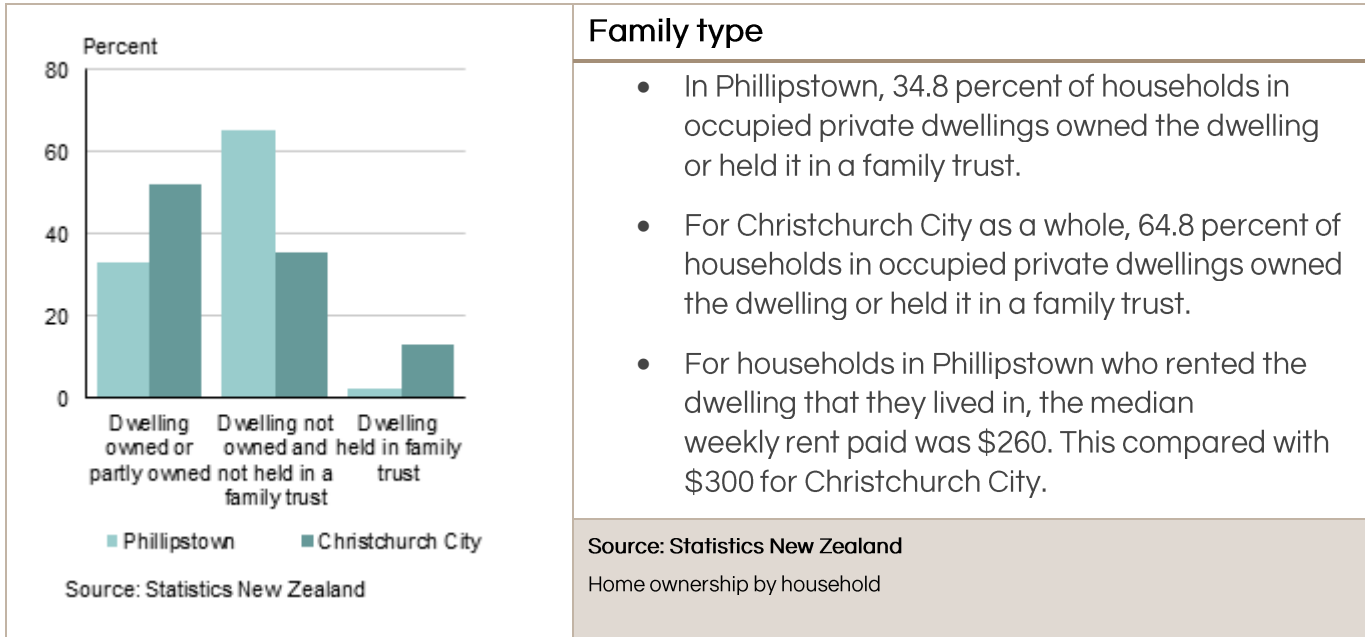 Percent
80
60
40
20
0
Dwelling owned or partly owned
Dwelling not owned and not held in a family trust
Dwelling held in family trust
Phillipstown
Christchurch City
Source: Statistics New Zealand
Family type
• In Phillipstown, 34.8 percent of households in
occupied private dwellings owned the dwelling
or held it in a family trust.
• For Christchurch City as a whole, 64.8 percent of
households in occupied private dwellings owned
the dwelling or held it in a family trust.
• For households in Phillipstown who rented the
dwelling that they lived in, the median
weekly rent paid was $260. This compared with
$300 for Christchurch City.
Source: Statistics New Zealand
Home ownership by household